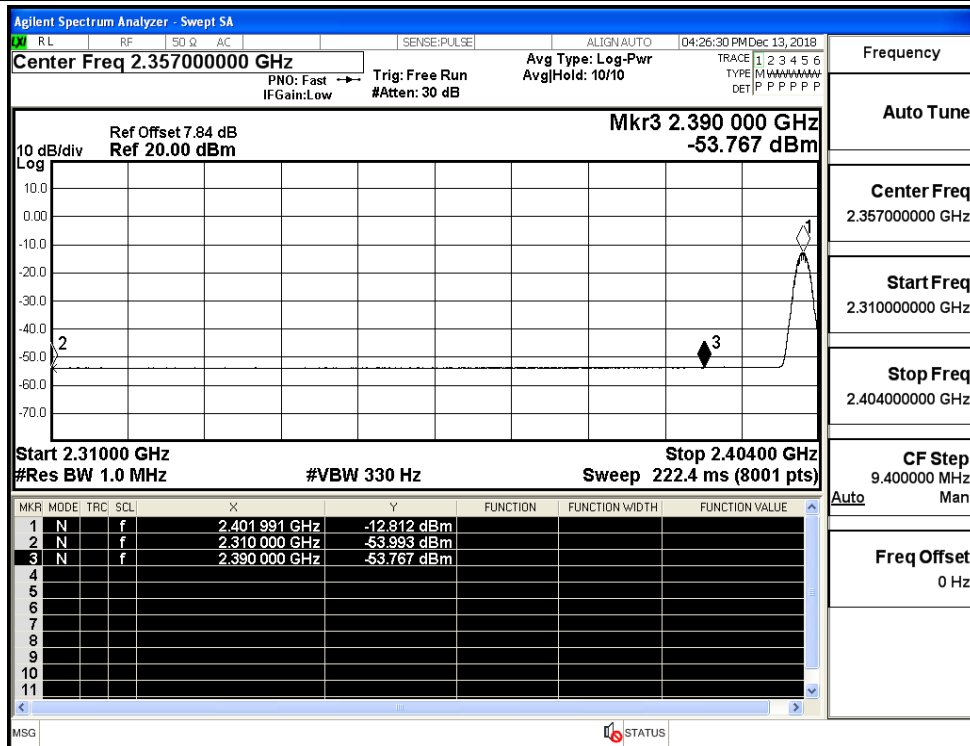 Agilent Spectrum Analyzer - Swept SA
LXI RL RF 50 Ω AC SENSE:PULSE ALIGN AUTO 04:26:30 PM Dec 13, 2018
Center Freq 2.357000000 GHz
PNO: Fast
IFGain:Low
Trig: Free Run
#Atten: 30 dB
Avg Type: Log-Pwr
Avg|Hold: 10/10
TRACE 1 2 3 4 5 6
TYPE M WWWWW
DET P P P P P P
Ref Offset 7.84 dB
Ref 20.00 dBm
10 dB/div
Log
Mkr3 2.390 000 GHz
-53.767 dBm
10.0
0.00
-10.0
-20.0
-30.0
-40.0
-50.0
-60.0
-70.0
1
2
3
Start 2.31000 GHz
Stop 2.40400 GHz
#Res BW 1.0 MHz
#VBW 330 Hz
Sweep 222.4 ms (8001 pts)
MKR MODE TRC SCL X Y FUNCTION FUNCTION WIDTH FUNCTION VALUE
1 N f 2.401 991 GHz -12.812 dBm
2 N f 2.310 000 GHz -53.993 dBm
3 N f 2.390 000 GHz -53.767 dBm
4
5
6
7
8
9
10
11
MSG
STATUS
Frequency
Auto Tune
Center Freq
2.357000000 GHz
Start Freq
2.310000000 GHz
Stop Freq
2.404000000 GHz
CF Step
9.400000 MHz
Auto Man
Freq Offset
0 Hz